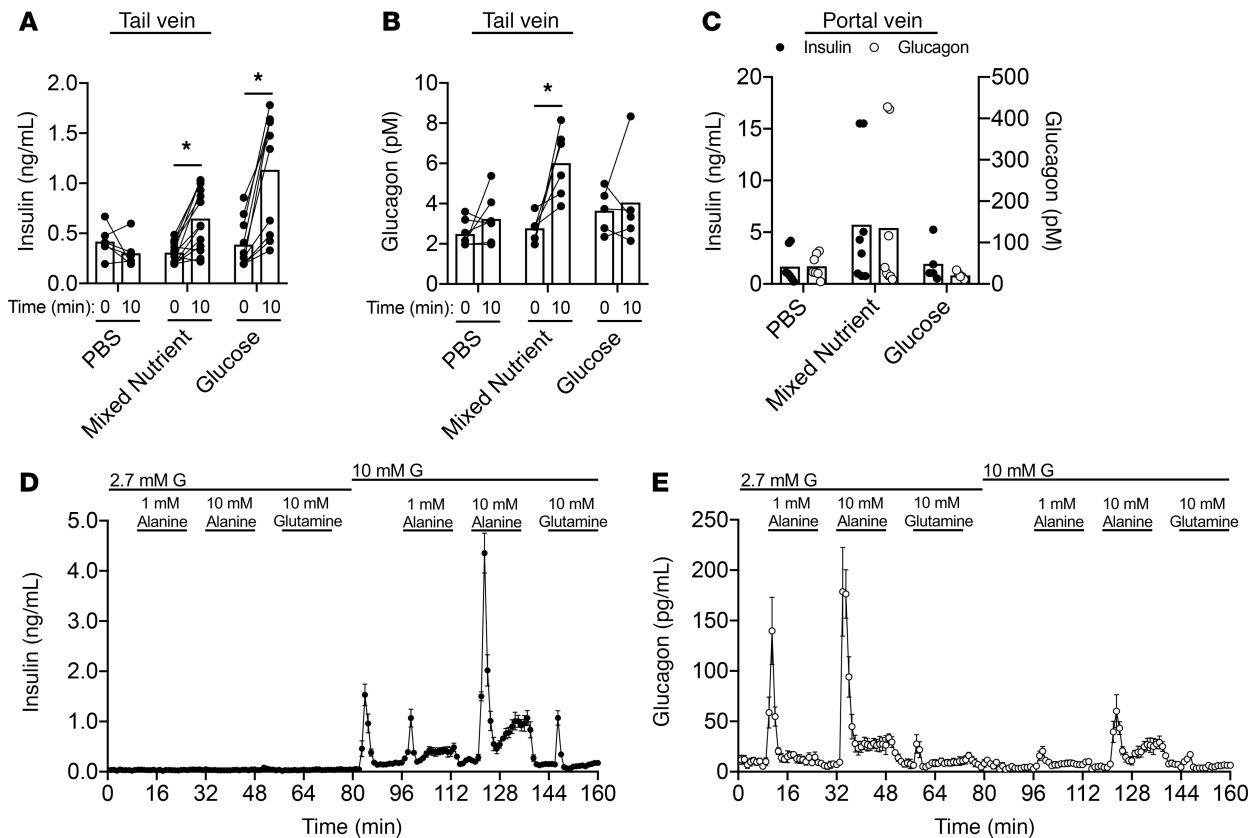 A
Tail vein
Insulin (ng/mL)
2.0
1.5
1.0
0.5
0.0
*
*
Time (min): 0 10 0 10 0 10
PBS
Mixed Nutrient
Glucose
B
Tail vein
Glucagon (pM)
10
8
6
4
2
0
*
Time (min): 0 10 0 10 0 10
PBS
Mixed Nutrient
Glucose
C
Portal vein
Insulin Glucagon
Insulin (ng/mL)
20
15
10
5
0
500
400
300
200
100
0
Glucagon (pM)
PBS
Mixed Nutrient
Glucose
D
2.7 mM G
10 mM G
1 mM Alanine
10 mM Alanine
10 mM Glutamine
1 mM Alanine
10 mM Alanine
10 mM Glutamine
Insulin (ng/mL)
5.0
4.0
3.0
2.0
1.0
0.0
0 16 32 48 64 80 96 112 128 144 160
Time (min)
E
2.7 mM G
10 mM G
1 mM Alanine
10 mM Alanine
10 mM Glutamine
1 mM Alanine
10 mM Alanine
10 mM Glutamine
Glucagon (pg/mL)
250
200
150
100
50
0
0 16 32 48 64 80 96 112 128 144 160
Time (min)